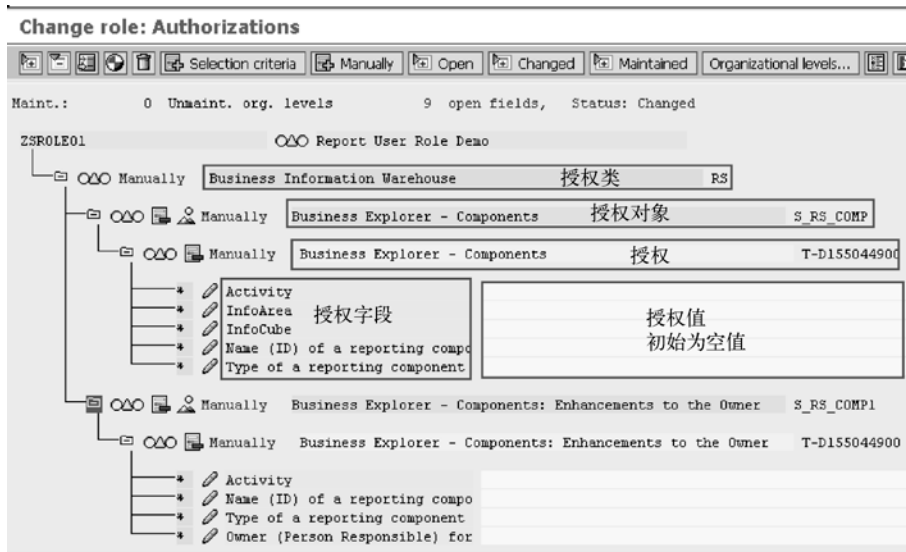 Change role: Authorizations
Selection criteria Manually Open Changed Maintained Organizational levels...
Maint.: 0 Unmaint. org. levels 9 open fields, Status: Changed
ZSROLE01 Report User Role Demo
Manually Business Information Warehouse 授权类 RS
Manually Business Explorer - Components 授权对象 S_RS_COMP
Manually Business Explorer - Components 授权 T-D155044900
Activity
InfoArea
InfoCube
Name (ID) of a reporting compo
Type of a reporting component
授权字段
授权值
初始为空值
Manually Business Explorer - Components: Enhancements to the Owner S_RS_COMP1
Manually Business Explorer - Components: Enhancements to the Owner T-D155044900
Activity
Name (ID) of a reporting compo
Type of a reporting component
Owner (Person Responsible) for